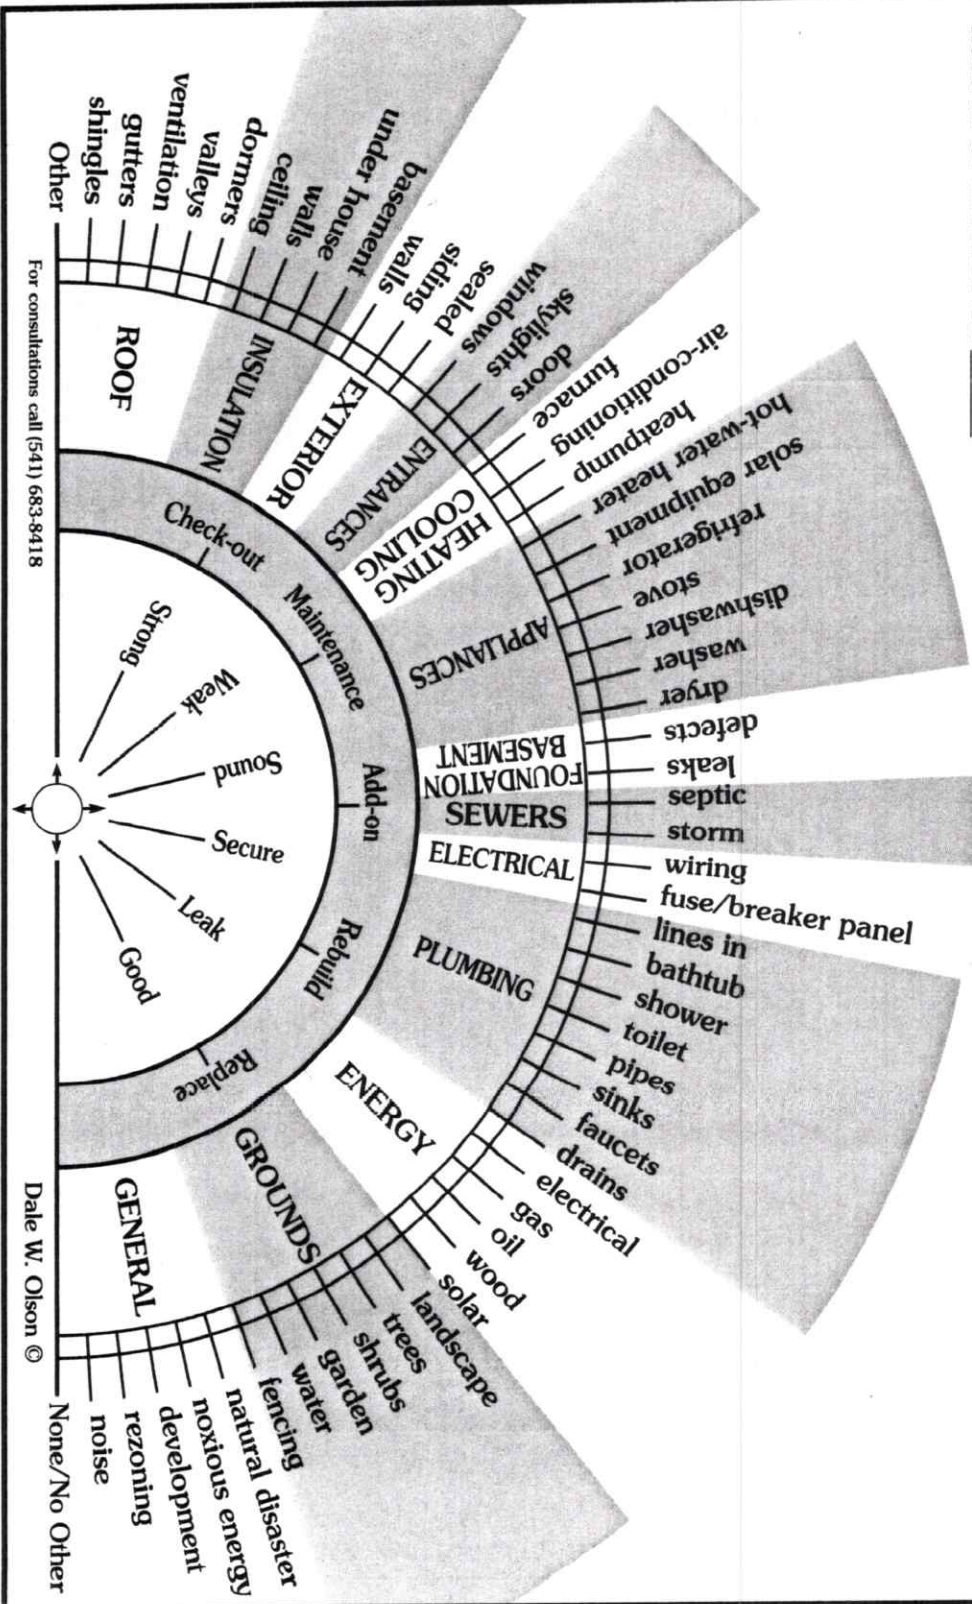 Other
shingles
gutters
ventilation
valleys
dormers
ceiling
walls
under house
basement
walls
siding
sealed
windows
skylights
doors
furnace
air-conditioning
heatpump
hot-water heater
solar equipment
refrigerator
stove
dishwasher
washer
dryer
defects
leaks
septic
storm
wiring
fuse/breaker panel
lines in
bathtub
shower
toilet
pipes
sinks
faucets
drains
electrical
gas
oil
wood
solar
landscape
trees
shrubs
garden
water
fencing
natural disaster
noxious energy
development
rezoning
noise
None/No Other
ROOF
INSULATION
EXTERIOR
ENTRANCES
HEATING
COOLING
APPLIANCES
BASEMENT
FOUNDATION
SEWERS
ELECTRICAL
PLUMBING
ENERGY
GROUNDS
GENERAL
Check-out
Maintenance
Add-on
Rebuild
Replace
Strong
Weak
Sound
Secure
Leak
Good
For consultations call (541) 683-8418
Dale W. Olson ©